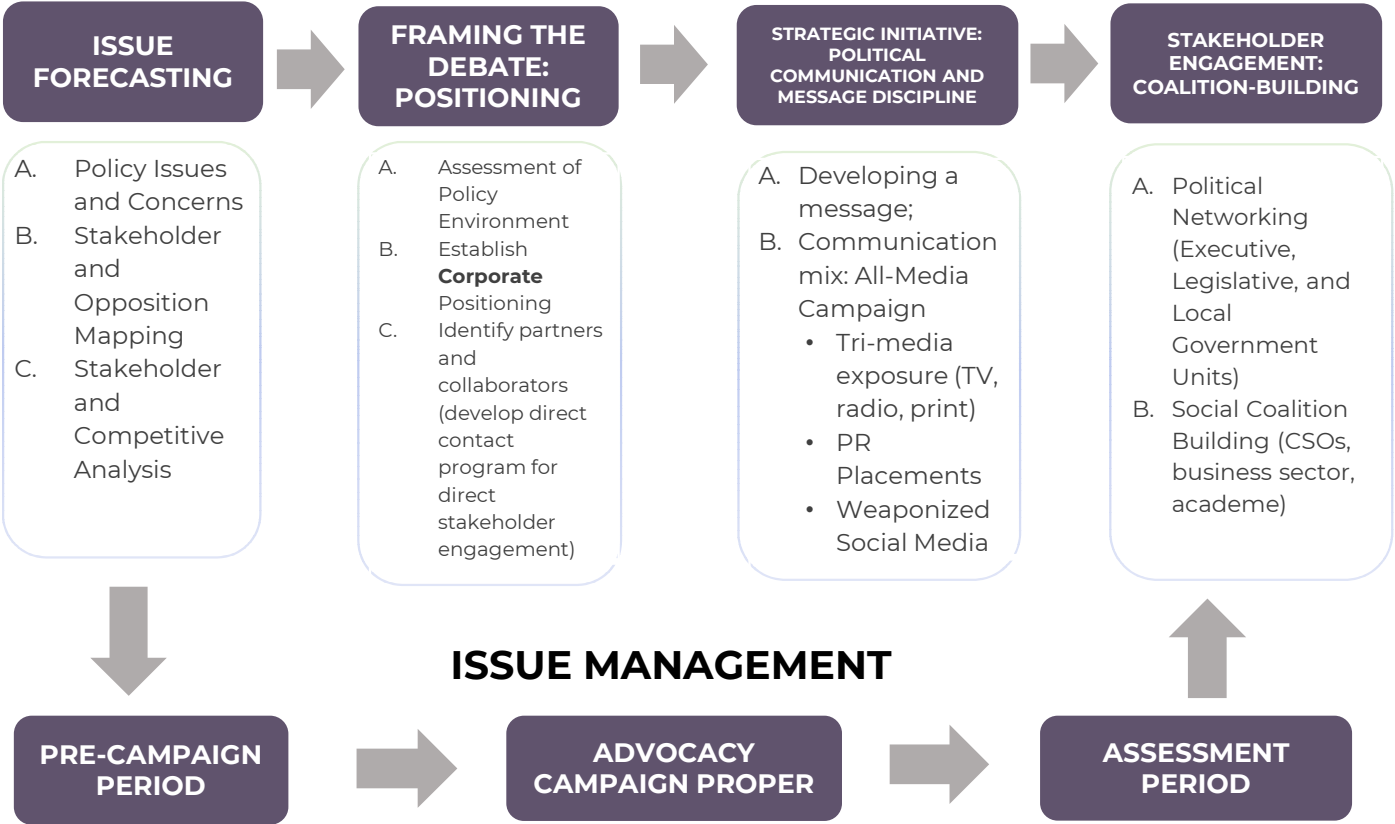 ISSUE
FORECASTING
FRAMING THE
DEBATE:
POSITIONING
STRATEGIC INITIATIVE:
POLITICAL
COMMUNICATION AND
MESSAGE DISCIPLINE
STAKEHOLDER
ENGAGEMENT:
COALITION-BUILDING
A. Policy Issues
and Concerns
B. Stakeholder
and
Opposition
Mapping
C. Stakeholder
and
Competitive
Analysis
A. Assessment of
Policy
Environment
B. Establish
Corporate
Positioning
C. Identify partners
and
collaborators
(develop direct
contact
program for
direct
stakeholder
engagement)
A. Developing a
message;
B. Communication
mix: All-Media
Campaign
• Tri-media
exposure (TV,
radio, print)
• PR
Placements
• Weaponized
Social Media
A. Political
Networking
(Executive,
Legislative, and
Local
Government
Units)
B. Social Coalition
Building (CSOs,
business sector,
academe)
ISSUE MANAGEMENT
PRE-CAMPAIGN
PERIOD
ADVOCACY
CAMPAIGN PROPER
ASSESSMENT
PERIOD